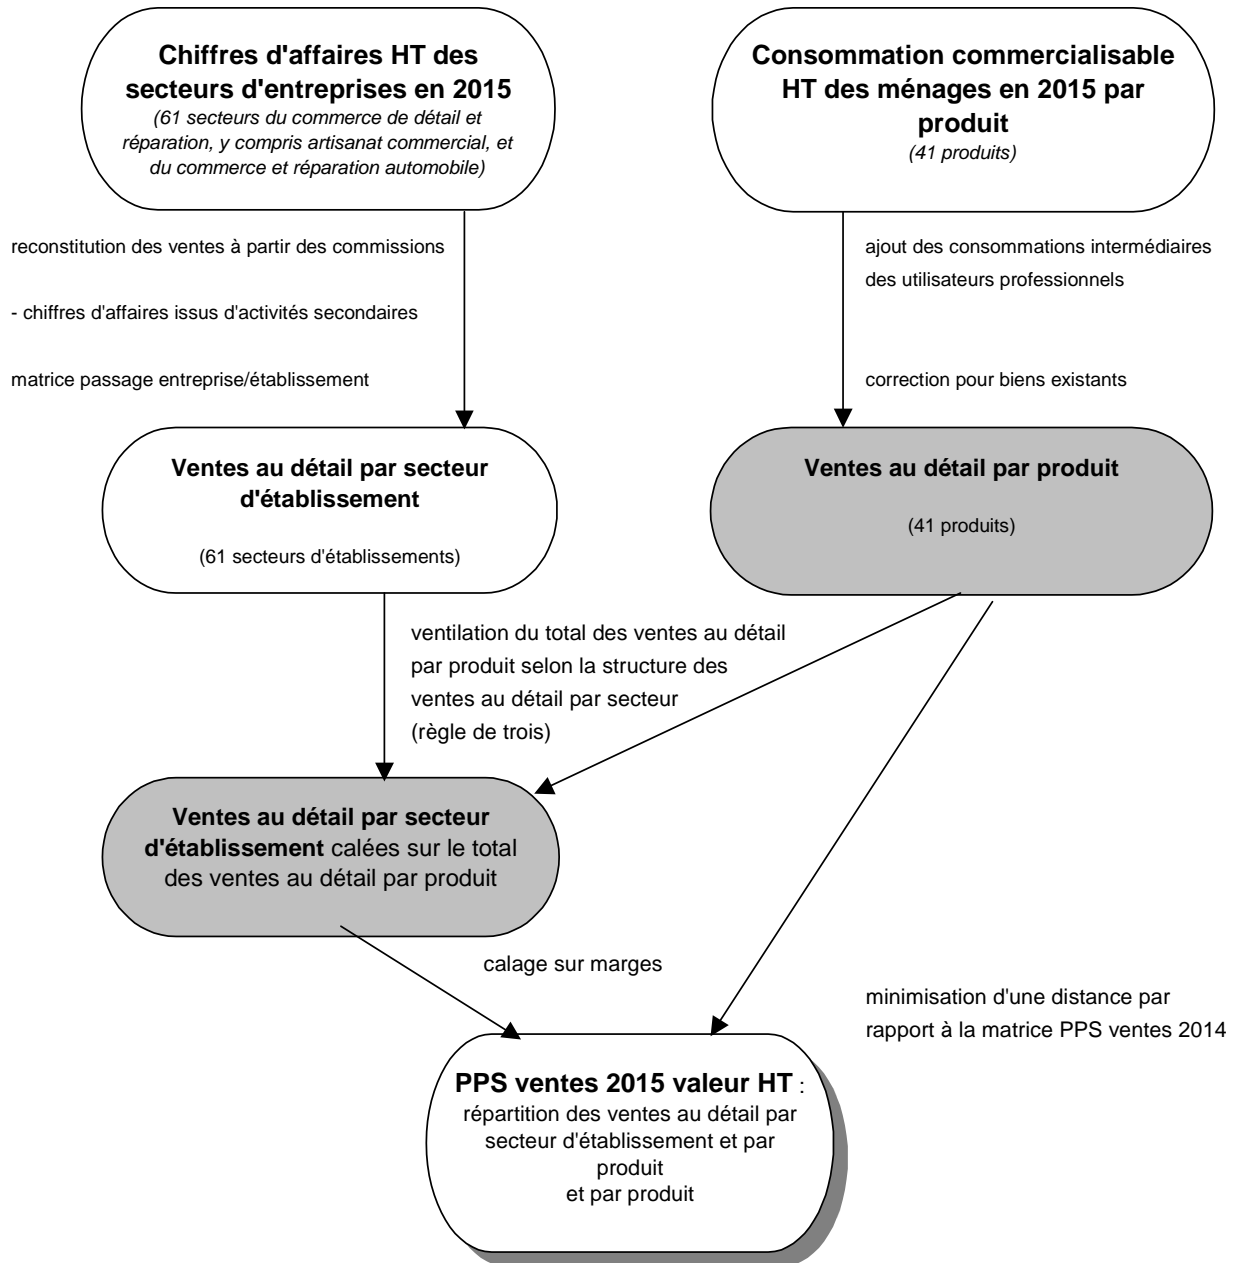 Chiffres d'affaires HT des
secteurs d'entreprises en 2015
(61 secteurs du commerce de détail et
réparation, y compris artisanat commercial, et
du commerce et réparation automobile)
Consommation commercialisable
HT des ménages en 2015 par
produit
(41 produits)
reconstitution des ventes à partir des commissions
- chiffres d'affaires issus d'activités secondaires
matrice passage entreprise/établissement
ajout des consommations intermédiaires
des utilisateurs professionnels
correction pour biens existants
Ventes au détail par secteur
d'établissement
(61 secteurs d'établissements)
Ventes au détail par produit
(41 produits)
ventilation du total des ventes au détail
par produit selon la structure des
ventes au détail par secteur
(règle de trois)
Ventes au détail par secteur
d'établissement calées sur le total
des ventes au détail par produit
calage sur marges
minimisation d'une distance par
rapport à la matrice PPS ventes 2014
PPS ventes 2015 valeur HT :
répartition des ventes au détail par
secteur d'établissement et par
produit
et par produit